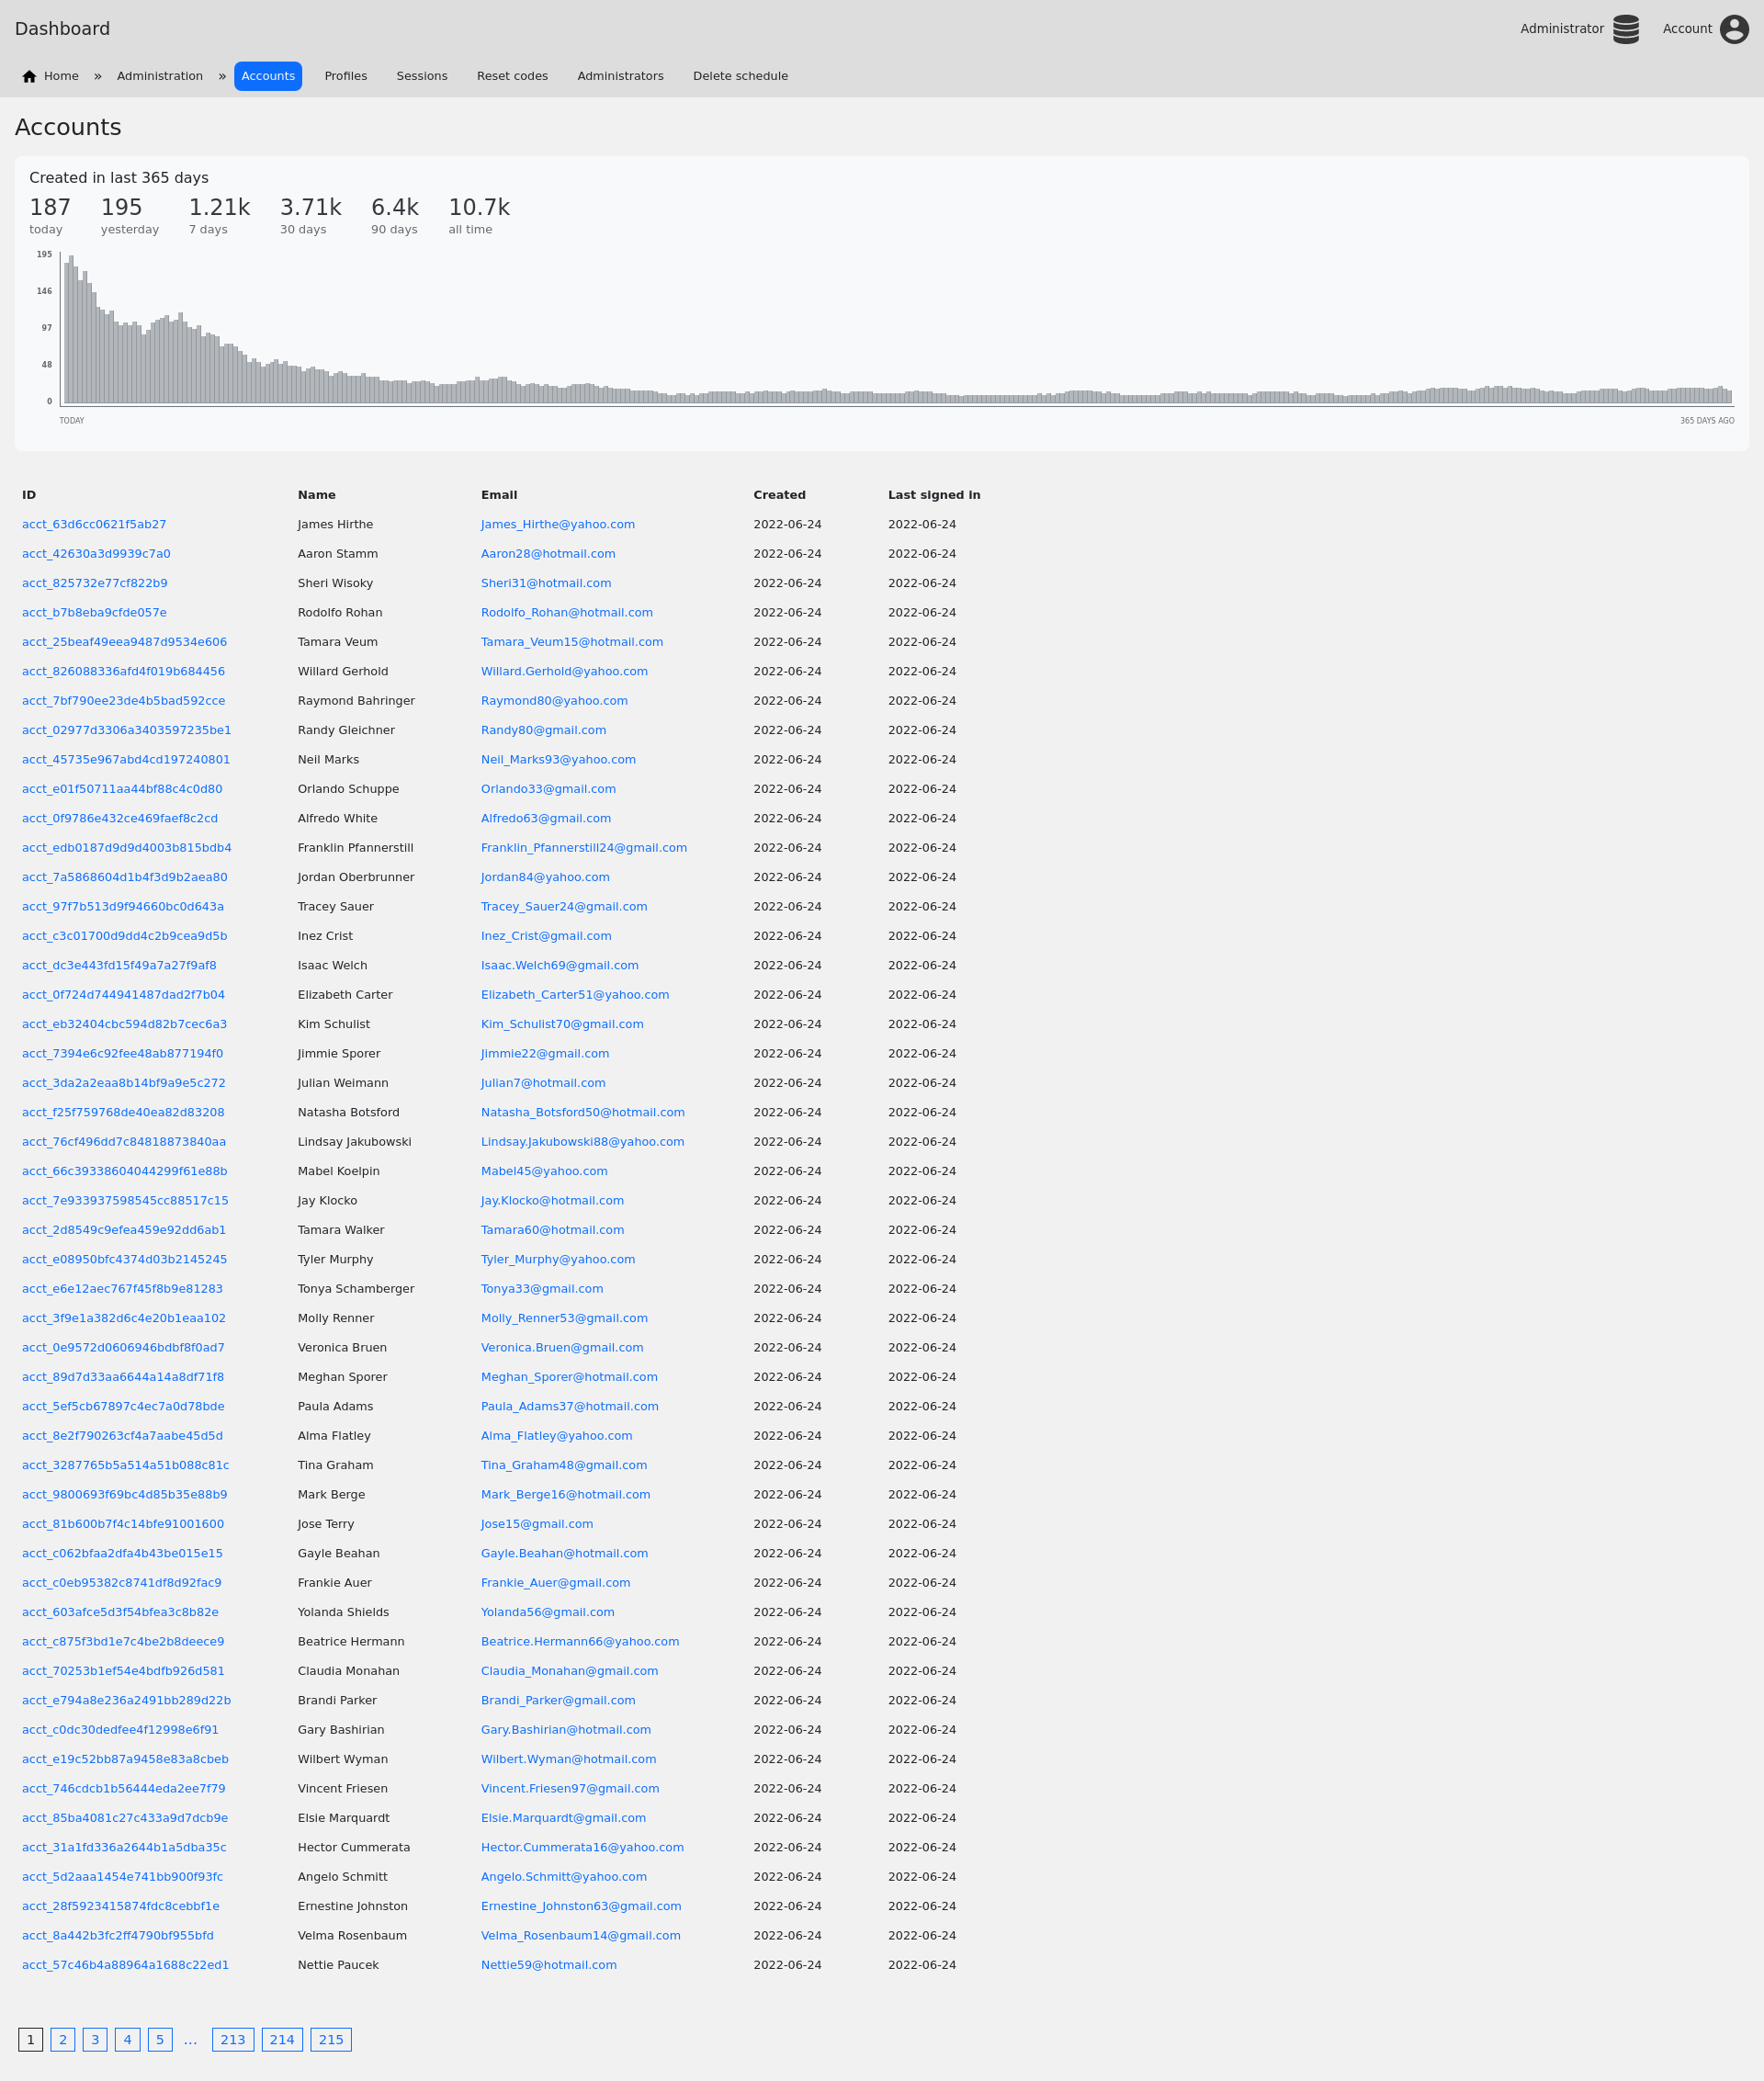 Dashboard
Administrator Account
Home » Administration » Accounts Profiles Sessions Reset codes Administrators Delete schedule
Accounts
Created in last 365 days
187 195 1.21k 3.71k 6.4k 10.7k
today yesterday 7 days 30 days 90 days all time
195
146
97
48
0
TODAY 365 DAYS AGO
ID Name Email Created Last signed in
acct_63d6cc0621f5ab27 James Hirthe James_Hirthe@yahoo.com 2022-06-24 2022-06-24
acct_42630a3d9939c7a0 Aaron Stamm Aaron28@hotmail.com 2022-06-24 2022-06-24
acct_825732e77cf822b9 Sheri Wisoky Sheri31@hotmail.com 2022-06-24 2022-06-24
acct_b7b8eba9cfde057e Rodolfo Rohan Rodolfo_Rohan@hotmail.com 2022-06-24 2022-06-24
acct_25beaf49eea9487d9534e606 Tamara Veum Tamara_Veum15@hotmail.com 2022-06-24 2022-06-24
acct_826088336afd4f019b684456 Willard Gerhold Willard.Gerhold@yahoo.com 2022-06-24 2022-06-24
acct_7bf790ee23de4b5bad592cce Raymond Bahringer Raymond80@yahoo.com 2022-06-24 2022-06-24
acct_02977d3306a3403597235be1 Randy Gleichner Randy80@gmail.com 2022-06-24 2022-06-24
acct_45735e967abd4cd197240801 Neil Marks Neil_Marks93@yahoo.com 2022-06-24 2022-06-24
acct_e01f50711aa44bf88c4c0d80 Orlando Schuppe Orlando33@gmail.com 2022-06-24 2022-06-24
acct_0f9786e432ce469faef8c2cd Alfredo White Alfredo63@gmail.com 2022-06-24 2022-06-24
acct_edb0187d9d9d4003b815bdb4 Franklin Pfannerstill Franklin_Pfannerstill24@gmail.com 2022-06-24 2022-06-24
acct_7a5868604d1b4f3d9b2aea80 Jordan Oberbrunner Jordan84@yahoo.com 2022-06-24 2022-06-24
acct_97f7b513d9f94660bc0d643a Tracey Sauer Tracey_Sauer24@gmail.com 2022-06-24 2022-06-24
acct_c3c01700d9dd4c2b9cea9d5b Inez Crist Inez_Crist@gmail.com 2022-06-24 2022-06-24
acct_dc3e443fd15f49a7a27f9af8 Isaac Welch Isaac.Welch69@gmail.com 2022-06-24 2022-06-24
acct_0f724d744941487dad2f7b04 Elizabeth Carter Elizabeth_Carter51@yahoo.com 2022-06-24 2022-06-24
acct_eb32404cbc594d82b7cec6a3 Kim Schulist Kim_Schulist70@gmail.com 2022-06-24 2022-06-24
acct_7394e6c92fee48ab877194f0 Jimmie Sporer Jimmie22@gmail.com 2022-06-24 2022-06-24
acct_3da2a2eaa8b14bf9a9e5c272 Julian Weimann Julian7@hotmail.com 2022-06-24 2022-06-24
acct_f25f759768de40ea82d83208 Natasha Botsford Natasha_Botsford50@hotmail.com 2022-06-24 2022-06-24
acct_76cf496dd7c84818873840aa Lindsay Jakubowski Lindsay.Jakubowski88@yahoo.com 2022-06-24 2022-06-24
acct_66c39338604044299f61e88b Mabel Koelpin Mabel45@yahoo.com 2022-06-24 2022-06-24
acct_7e933937598545cc88517c15 Jay Klocko Jay.Klocko@hotmail.com 2022-06-24 2022-06-24
acct_2d8549c9efea459e92dd6ab1 Tamara Walker Tamara60@hotmail.com 2022-06-24 2022-06-24
acct_e08950bfc4374d03b2145245 Tyler Murphy Tyler_Murphy@yahoo.com 2022-06-24 2022-06-24
acct_e6e12aec767f45f8b9e81283 Tonya Schamberger Tonya33@gmail.com 2022-06-24 2022-06-24
acct_3f9e1a382d6c4e20b1eaa102 Molly Renner Molly_Renner53@gmail.com 2022-06-24 2022-06-24
acct_0e9572d0606946bdbf8f0ad7 Veronica Bruen Veronica.Bruen@gmail.com 2022-06-24 2022-06-24
acct_89d7d33aa6644a14a8df71f8 Meghan Sporer Meghan_Sporer@hotmail.com 2022-06-24 2022-06-24
acct_5ef5cb67897c4ec7a0d78bde Paula Adams Paula_Adams37@hotmail.com 2022-06-24 2022-06-24
acct_8e2f790263cf4a7aabe45d5d Alma Flatley Alma_Flatley@yahoo.com 2022-06-24 2022-06-24
acct_3287765b5a514a51b088c81c Tina Graham Tina_Graham48@gmail.com 2022-06-24 2022-06-24
acct_9800693f69bc4d85b35e88b9 Mark Berge Mark_Berge16@hotmail.com 2022-06-24 2022-06-24
acct_81b600b7f4c14bfe91001600 Jose Terry Jose15@gmail.com 2022-06-24 2022-06-24
acct_c062bfaa2dfa4b43be015e15 Gayle Beahan Gayle.Beahan@hotmail.com 2022-06-24 2022-06-24
acct_c0eb95382c8741df8d92fac9 Frankie Auer Frankie_Auer@gmail.com 2022-06-24 2022-06-24
acct_603afce5d3f54bfea3c8b82e Yolanda Shields Yolanda56@gmail.com 2022-06-24 2022-06-24
acct_c875f3bd1e7c4be2b8deece9 Beatrice Hermann Beatrice.Hermann66@yahoo.com 2022-06-24 2022-06-24
acct_70253b1ef54e4bdfb926d581 Claudia Monahan Claudia_Monahan@gmail.com 2022-06-24 2022-06-24
acct_e794a8e236a2491bb289d22b Brandi Parker Brandi_Parker@gmail.com 2022-06-24 2022-06-24
acct_c0dc30dedfee4f12998e6f91 Gary Bashirian Gary.Bashirian@hotmail.com 2022-06-24 2022-06-24
acct_e19c52bb87a9458e83a8cbeb Wilbert Wyman Wilbert.Wyman@hotmail.com 2022-06-24 2022-06-24
acct_746cdcb1b56444eda2ee7f79 Vincent Friesen Vincent.Friesen97@gmail.com 2022-06-24 2022-06-24
acct_85ba4081c27c433a9d7dcb9e Elsie Marquardt Elsie.Marquardt@gmail.com 2022-06-24 2022-06-24
acct_31a1fd336a2644b1a5dba35c Hector Cummerata Hector.Cummerata16@yahoo.com 2022-06-24 2022-06-24
acct_5d2aaa1454e741bb900f93fc Angelo Schmitt Angelo.Schmitt@yahoo.com 2022-06-24 2022-06-24
acct_28f5923415874fdc8cebbf1e Ernestine Johnston Ernestine_Johnston63@gmail.com 2022-06-24 2022-06-24
acct_8a442b3fc2ff4790bf955bfd Velma Rosenbaum Velma_Rosenbaum14@gmail.com 2022-06-24 2022-06-24
acct_57c46b4a88964a1688c22ed1 Nettie Paucek Nettie59@hotmail.com 2022-06-24 2022-06-24
1 2 3 4 5 … 213 214 215